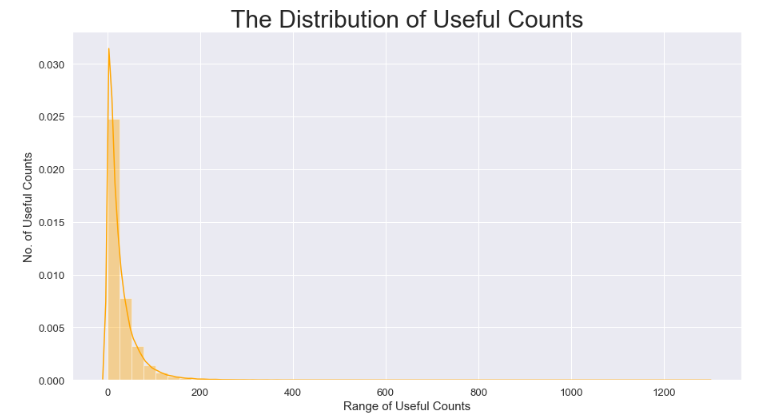 The Distribution of Useful Counts
0.030
0.025
0.020
0.015
0.010
0.005
0.000
No. of Useful Counts
0 200 400 600 800 1000 1200
Range of Useful Counts